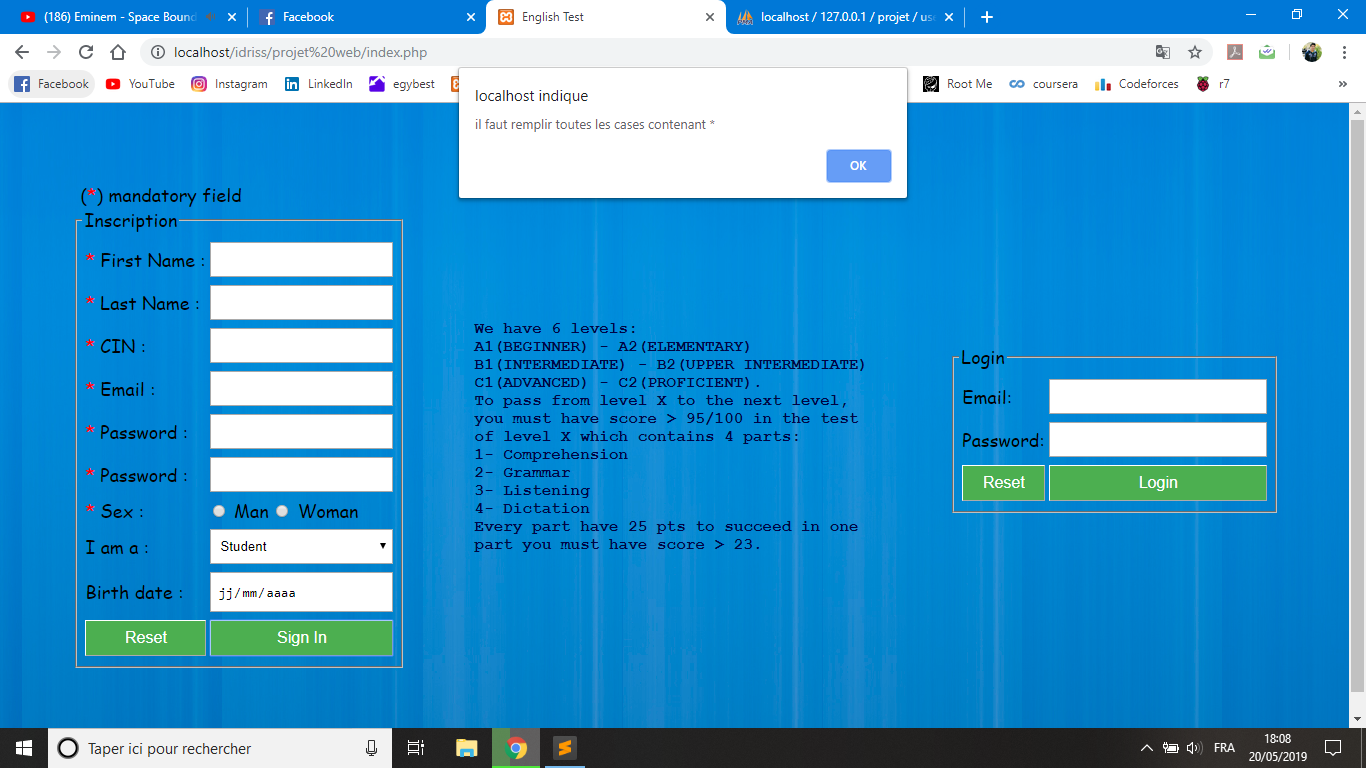 (186) Eminem - Space Bound
Facebook
English Test
localhost / 127.0.0.1 / projet / use
localhost/idriss/projet%20web/index.php
Facebook
YouTube
Instagram
LinkedIn
egybest
Root Me
coursera
Codeforces
r7
»
localhost indique
il faut remplir toutes les cases contenant *
OK
(*) mandatory field
Inscription
* First Name :
* Last Name :
* CIN :
* Email :
* Password :
* Password :
* Sex : Man Woman
I am a : Student
Birth date : jj/mm/aaaa
Reset Sign In
We have 6 levels:
A1(BEGINNER) - A2(ELEMENTARY)
B1(INTERMEDIATE) - B2(UPPER INTERMEDIATE)
C1(ADVANCED) - C2(PROFICIENT).
To pass from level X to the next level,
you must have score > 95/100 in the test
of level X which contains 4 parts:
1- Comprehension
2- Grammar
3- Listening
4- Dictation
Every part have 25 pts to succeed in one
part you must have score > 23.
Login
Email:
Password:
Reset Login
Taper ici pour rechercher
FRA
18:08
20/05/2019